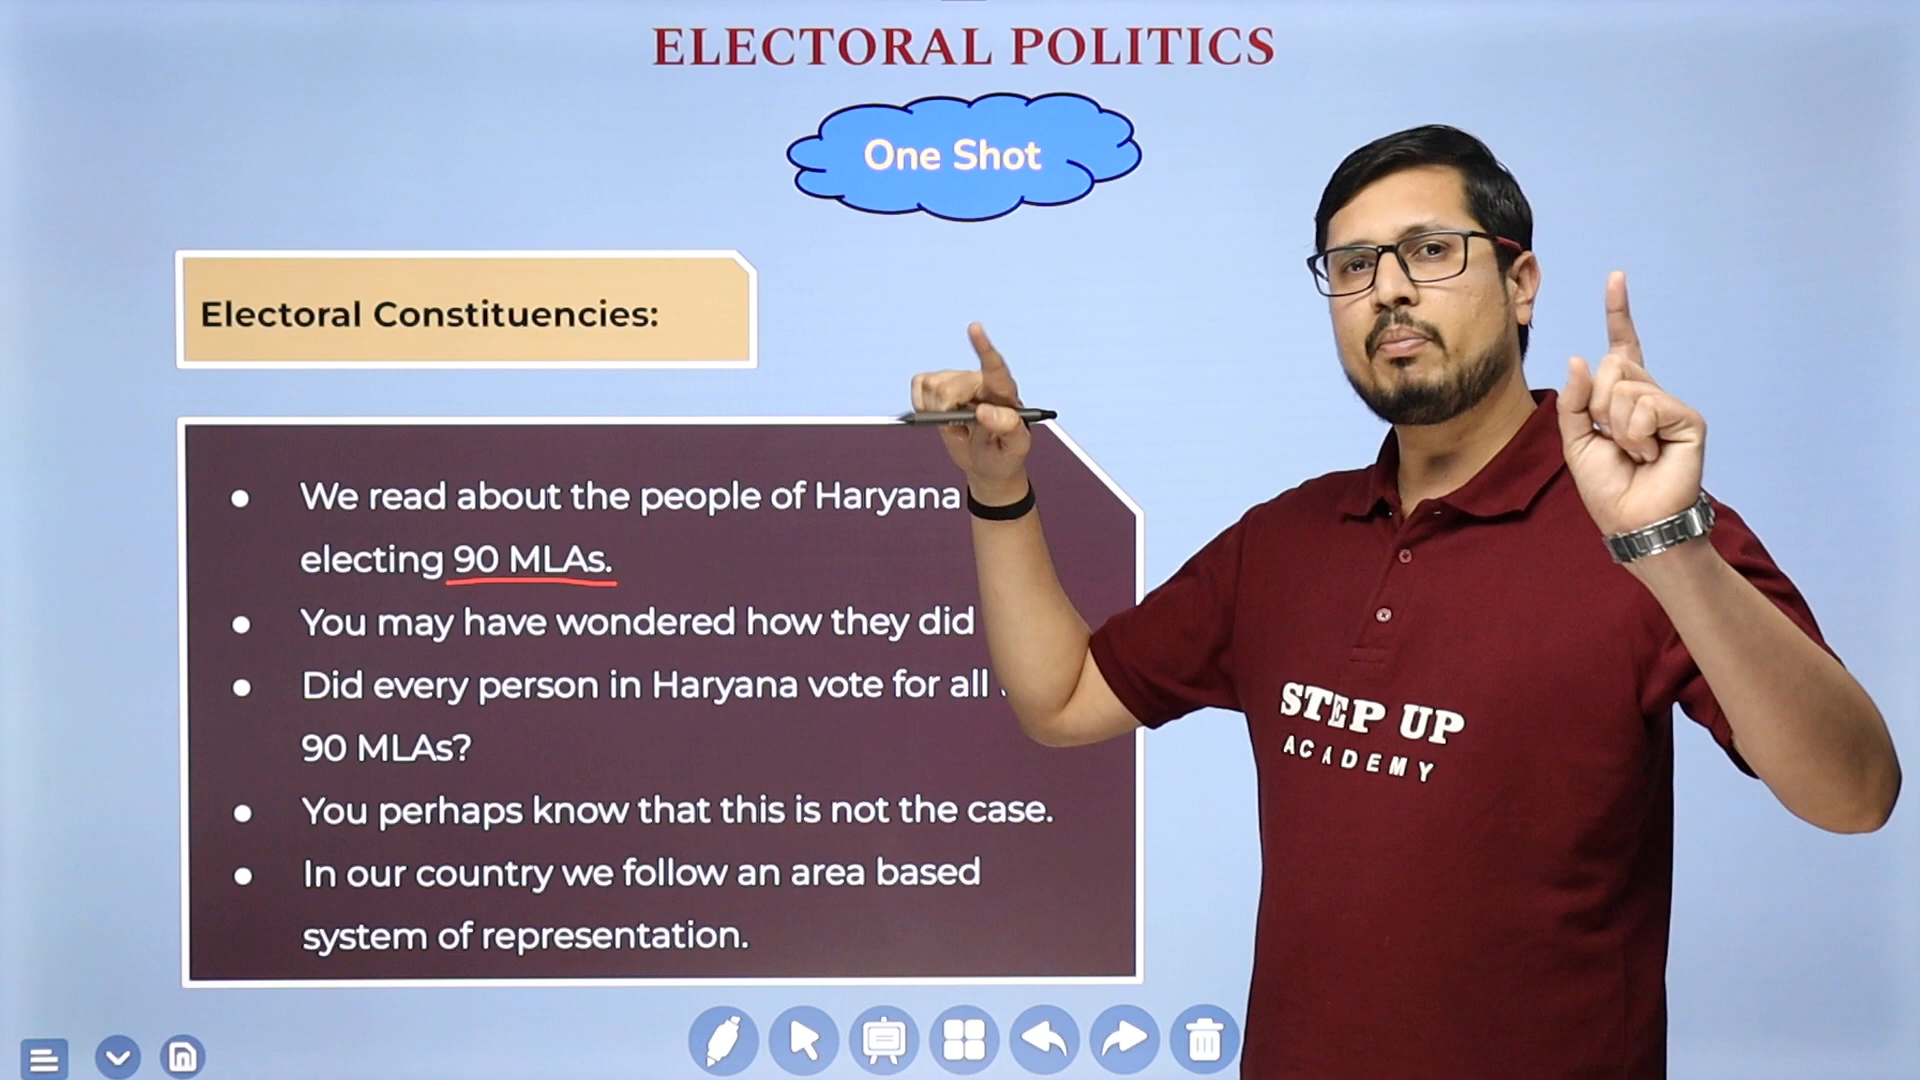 ELECTORAL POLITICS
One Shot
Electoral Constituencies:
We read about the people of Haryana
electing 90 MLAs.
You may have wondered how they did
Did every person in Haryana vote for all
90 MLAs?
You perhaps know that this is not the case.
In our country we follow an area based
system of representation.
STEP UP
ACADEMY